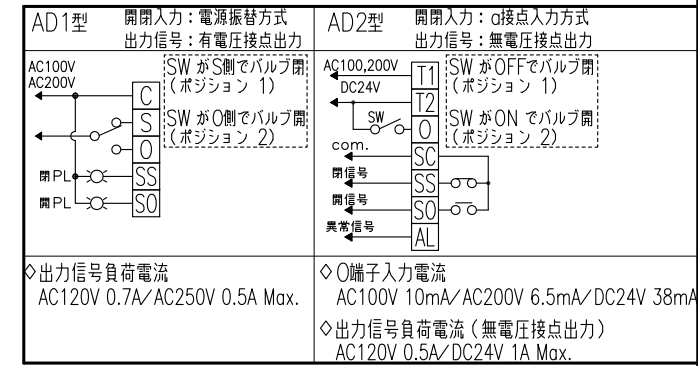 AD1型
開閉入力:電源振替方式
出力信号:有電圧接点出力
AC100V
AC200V
SW がS側でバルブ閉
(ポジション 1)
SW がO側でバルブ開
(ポジション 2)
C
S
O
閉PL
SS
開PL
SO
◇出力信号負荷電流
AC120V 0.7A/AC250V 0.5A Max.
AD2型
開閉入力:a接点入力方式
出力信号:無電圧接点出力
AC100,200V
DC24V
SW
T1
T2
O
SW がOFFでバルブ閉
(ポジション 1)
SW がON でバルブ開
(ポジション 2)
com.
SC
閉信号
SS
開信号
SO
異常信号
AL
◇O端子入力電流
AC100V 10mA/AC200V 6.5mA/DC24V 38mA
◇出力信号負荷電流(無電圧接点出力)
AC120V 0.5A/DC24V 1A Max.